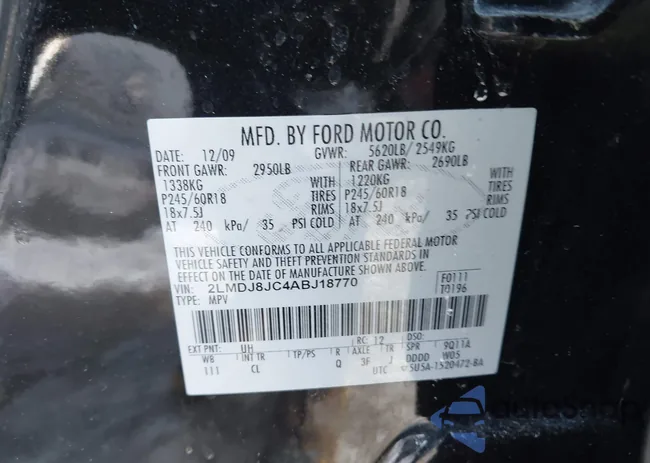 MFD. BY FORD MOTOR CO.
DATE: 12/09 GVWR: 5620LB/ 2549KG
FRONT GAWR: 2950LB REAR GAWR: 2690LB
1338KG WITH 1220KG WITH
P245/60R18 TIRES P245/60R18 TIRES
18x7.5J RIMS 18x7.5J RIMS
AT 240 kPa/ 35 PSI COLD AT 240 kPa/ 35 PSI COLD
THIS VEHICLE CONFORMS TO ALL APPLICABLE FEDERAL MOTOR
VEHICLE SAFETY AND THEFT PREVENTION STANDARDS IN
EFFECT ON THE DATE OF MANUFACTURE SHOWN ABOVE.
VIN: 2LMDJ8JC4ABJ18770 F0111
TYPE: MPV T0196
EXT PNT: UH RC: 12 DSO:
WB INT TR TP/PS R AXLE TR SPR 9Q11A
111 CL Q 3F J DDDD W05
UTC 5U5A-1520472-BA